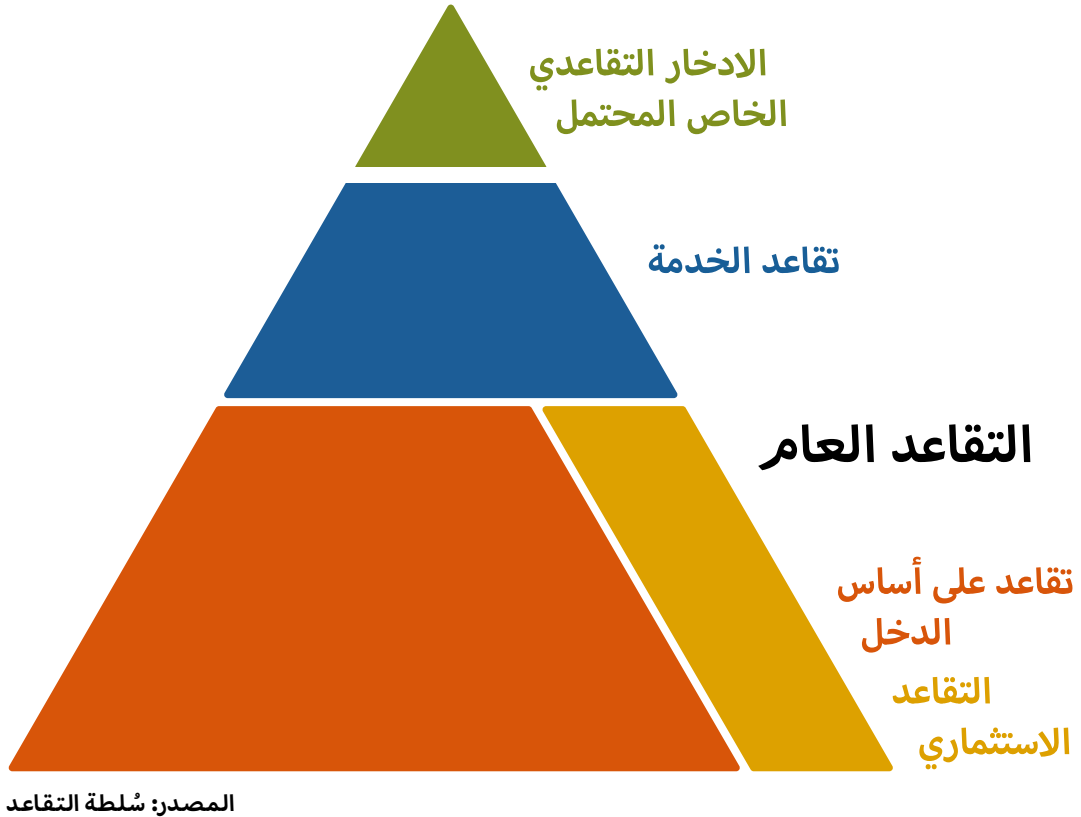 الادخار التقاعدي
الخاص المحتمل
تقاعد الخدمة
التقاعد العام
تقاعد على أساس
الدخل
التقاعد
الاستثماري
المصدر: سُلطة التقاعد